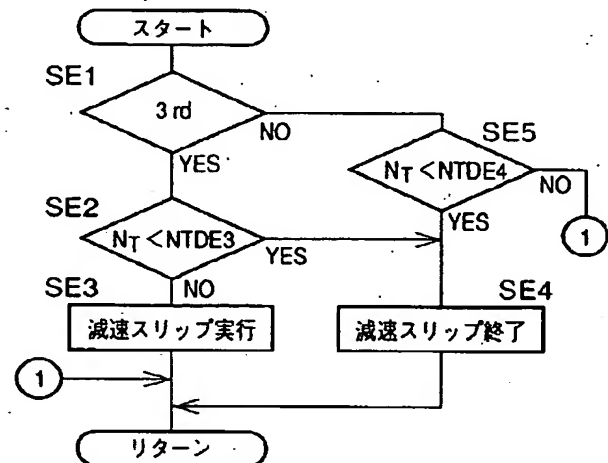 スタート
SE1
3 rd
NO
YES
SE5
NT<NTDE4
NO
YES
1
SE2
NT<NTDE3
YES
NO
SE3
減速スリップ実行
SE4
減速スリップ終了
1
リターン